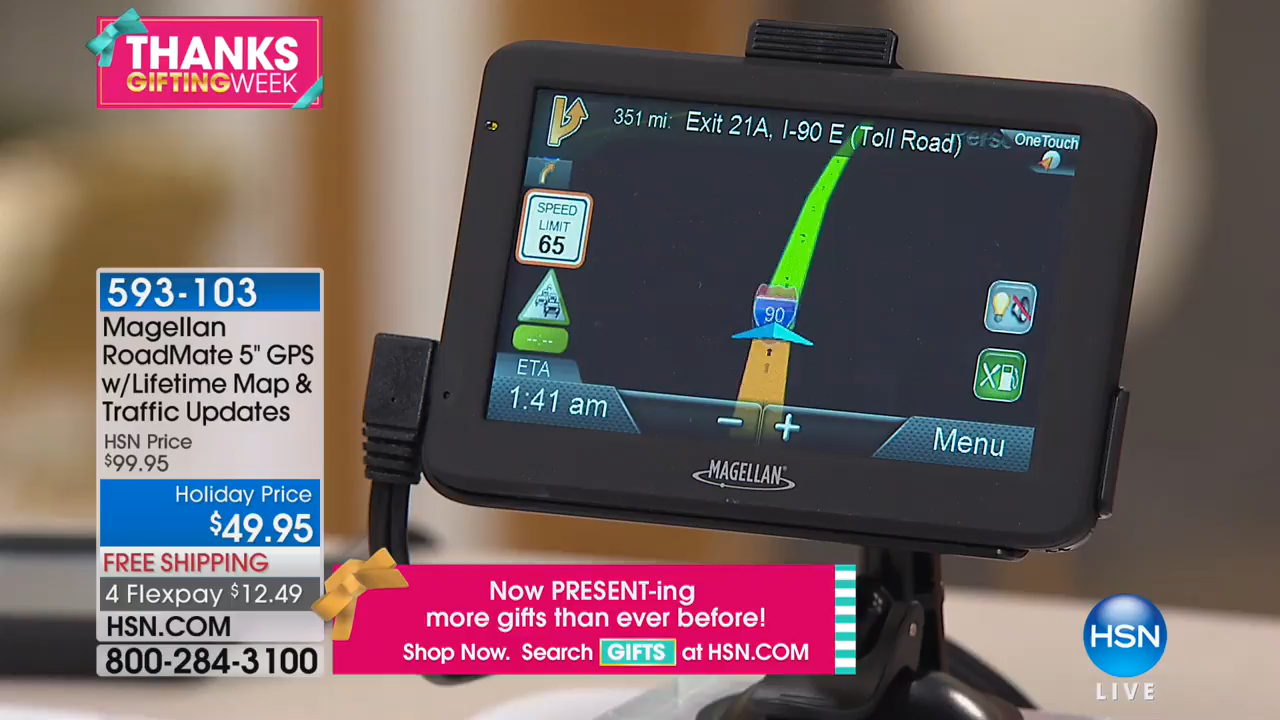 THANKS
GIFTINGWEEK
593-103
Magellan
RoadMate 5" GPS
w/Lifetime Map &
Traffic Updates
HSN Price
$99.95
Holiday Price
$49.95
FREE SHIPPING
4 Flexpay $12.49
HSN.COM
800-284-3100
351 mi: Exit 21A, I-90 E (Toll Road)
OneTouch
SPEED
LIMIT
65
90
--:--
ETA
1:41 am
− +
Menu
MAGELLAN®
Now PRESENT-ing
more gifts than ever before!
Shop Now. Search GIFTS at HSN.COM
HSN
LIVE